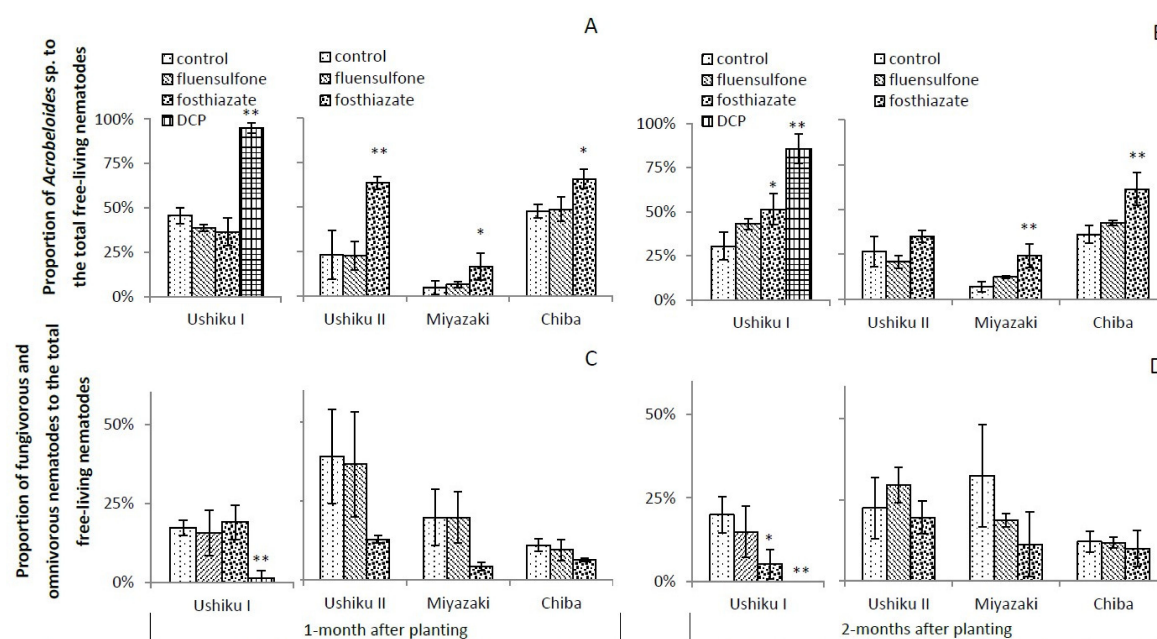 A
control
fluensulfone
fosthiazate
DCP
control
fluensulfone
fosthiazate
Proportion of Acrobeloides sp. to
the total free-living nematodes
100%
75%
50%
25%
0%
**
**
*
*
Ushiku I
Ushiku II
Miyazaki
Chiba
control
fluensulfone
fosthiazate
DCP
control
fluensulfone
fosthiazate
100%
75%
50%
25%
0%
*
**
**
**
Ushiku I
Ushiku II
Miyazaki
Chiba
C
Proportion of fungivorous and
omnivorous nematodes to the total
free-living nematodes
50%
25%
0%
**
Ushiku I
Ushiku II
Miyazaki
Chiba
1-month after planting
50%
25%
0%
*
**
Ushiku I
Ushiku II
Miyazaki
Chiba
2-months after planting